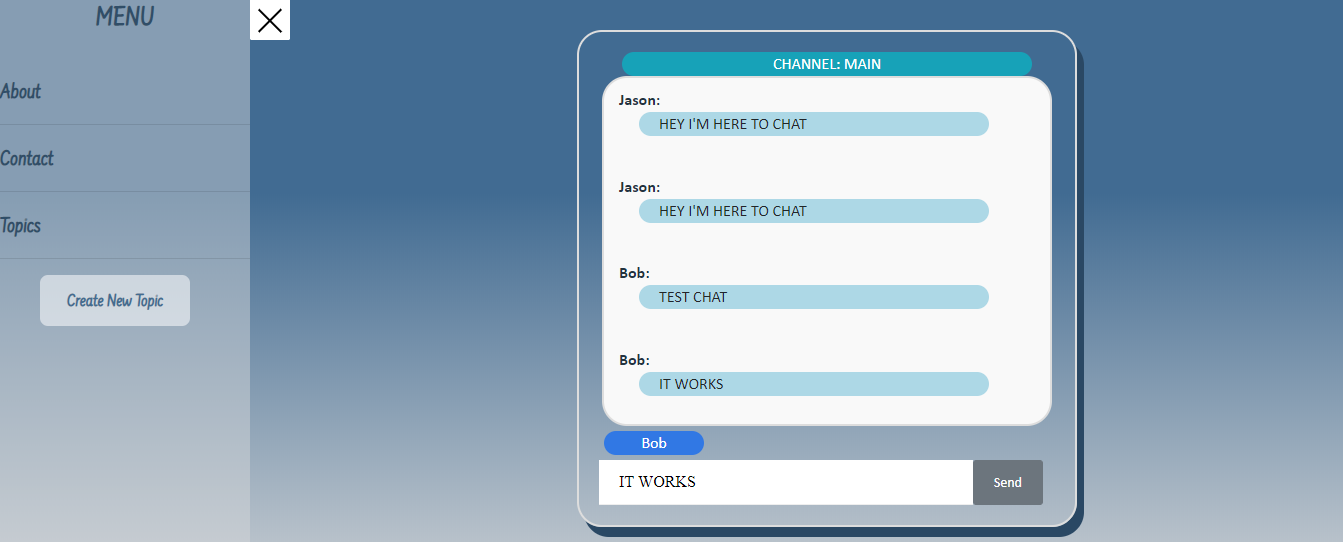 MENU
About
Contact
Topics
Create New Topic
CHANNEL: MAIN
Jason:
HEY I'M HERE TO CHAT
Jason:
HEY I'M HERE TO CHAT
Bob:
TEST CHAT
Bob:
IT WORKS
Bob
IT WORKS
Send